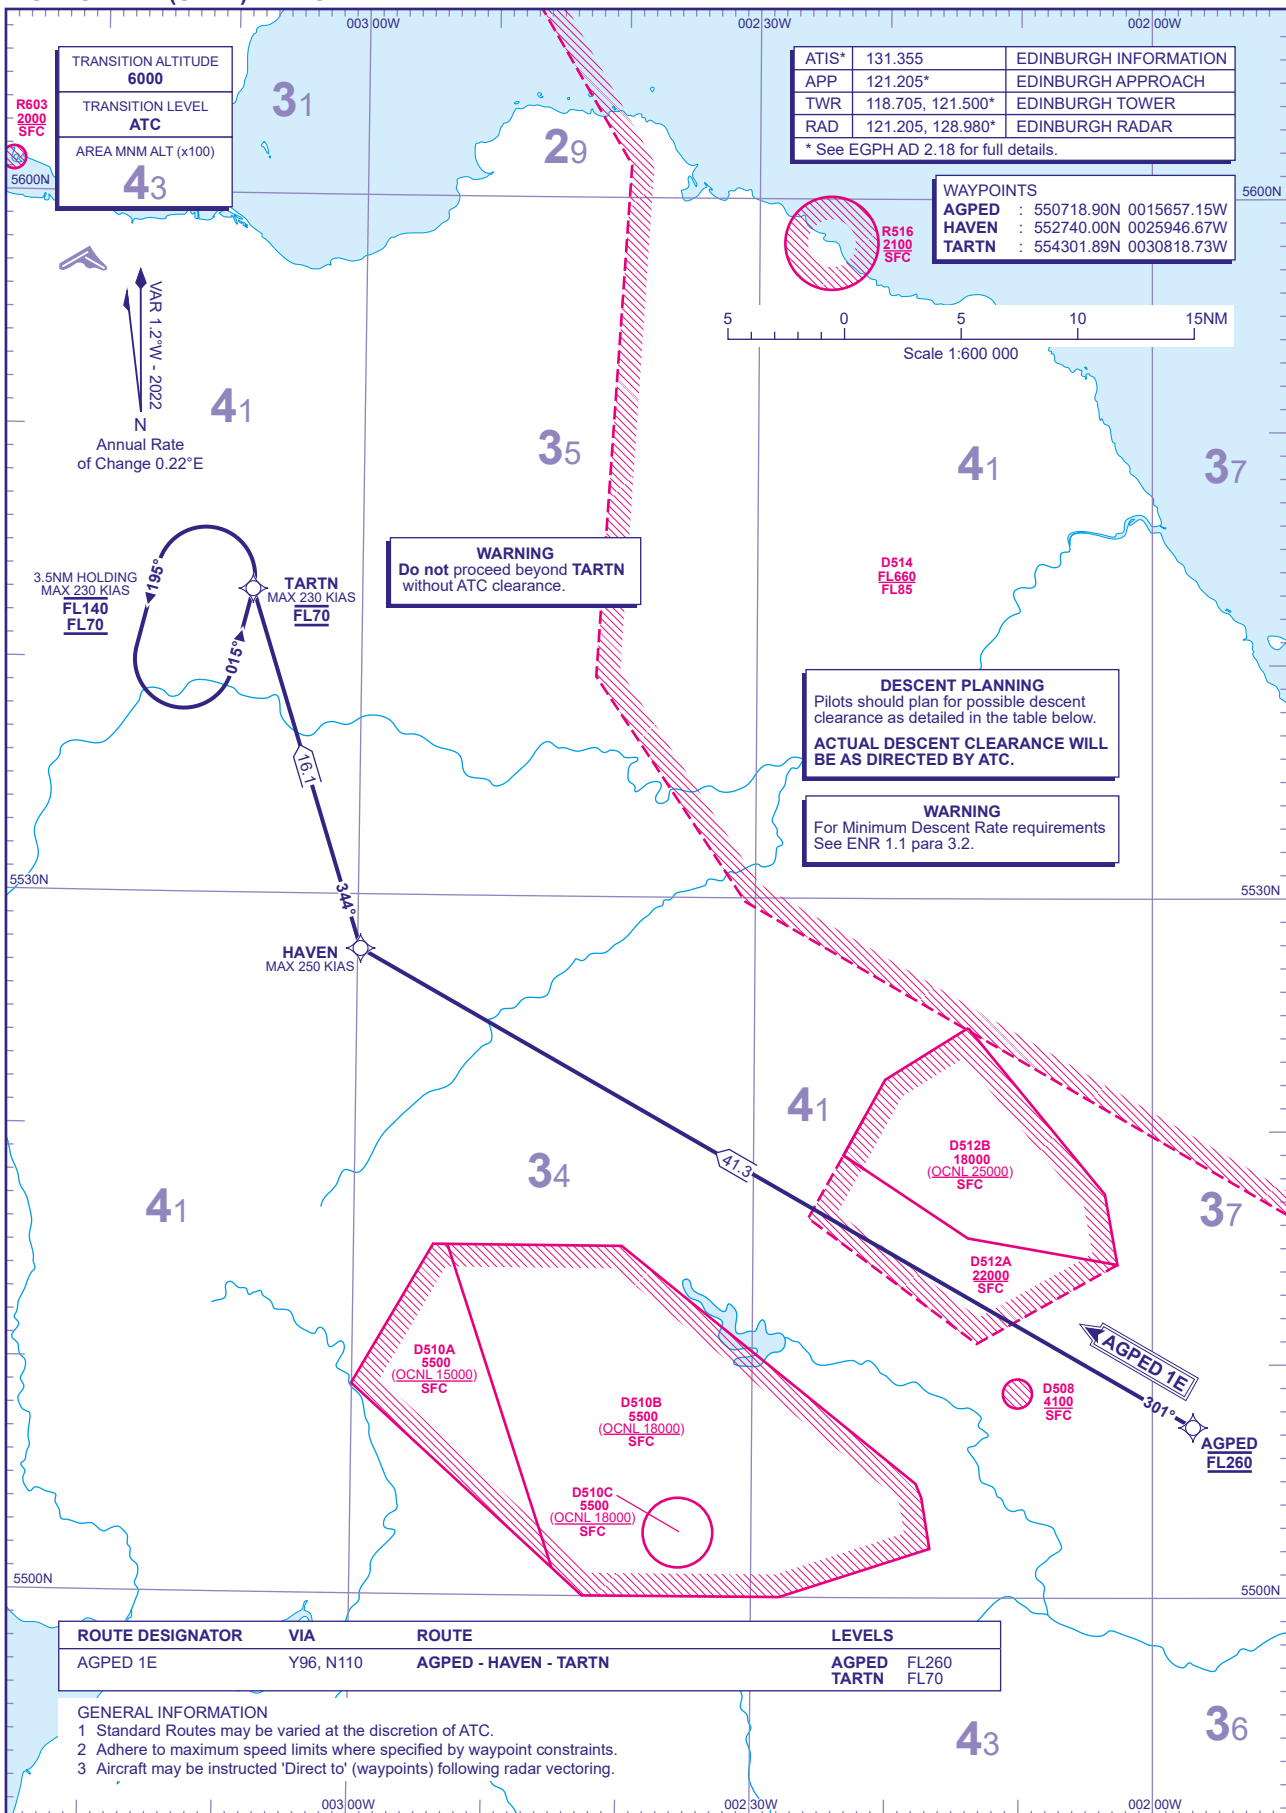 003 00W
002 30W
002 00W
TRANSITION ALTITUDE
6000
TRANSITION LEVEL
ATC
AREA MNM ALT (x100)
43
R603
2000
SFC
5600N
31
29
ATIS* 131.355 EDINBURGH INFORMATION
APP 121.205* EDINBURGH APPROACH
TWR 118.705, 121.500* EDINBURGH TOWER
RAD 121.205, 128.980* EDINBURGH RADAR
* See EGPH AD 2.18 for full details.
5600N
WAYPOINTS
AGPED : 550718.90N 0015657.15W
HAVEN : 552740.00N 0025946.67W
TARTN : 554301.89N 0030818.73W
R516
2100
SFC
5 0 5 10 15NM
Scale 1:600 000
VAR 1.2°W - 2022
N
Annual Rate
of Change 0.22°E
41
35
41
37
WARNING
Do not proceed beyond TARTN
without ATC clearance.
D514
FL660
FL85
3.5NM HOLDING
MAX 230 KIAS
FL140
FL70
195°
015°
TARTN
MAX 230 KIAS
FL70
DESCENT PLANNING
Pilots should plan for possible descent
clearance as detailed in the table below.
ACTUAL DESCENT CLEARANCE WILL
BE AS DIRECTED BY ATC.
16.1
WARNING
For Minimum Descent Rate requirements
See ENR 1.1 para 3.2.
5530N
5530N
344°
HAVEN
MAX 250 KIAS
41
41.3
34
41
37
D512B
18000
(OCNL 25000)
SFC
D512A
22000
SFC
D510A
5500
(OCNL 15000)
SFC
D510B
5500
(OCNL 18000)
SFC
D510C
5500
(OCNL 18000)
SFC
AGPED 1E
D508
4100
SFC
301°
AGPED
FL260
5500N
5500N
ROUTE DESIGNATOR VIA ROUTE LEVELS
AGPED 1E Y96, N110 AGPED - HAVEN - TARTN AGPED FL260
TARTN FL70
GENERAL INFORMATION
1 Standard Routes may be varied at the discretion of ATC.
2 Adhere to maximum speed limits where specified by waypoint constraints.
3 Aircraft may be instructed 'Direct to' (waypoints) following radar vectoring.
43
36
003 00W
002 30W
002 00W